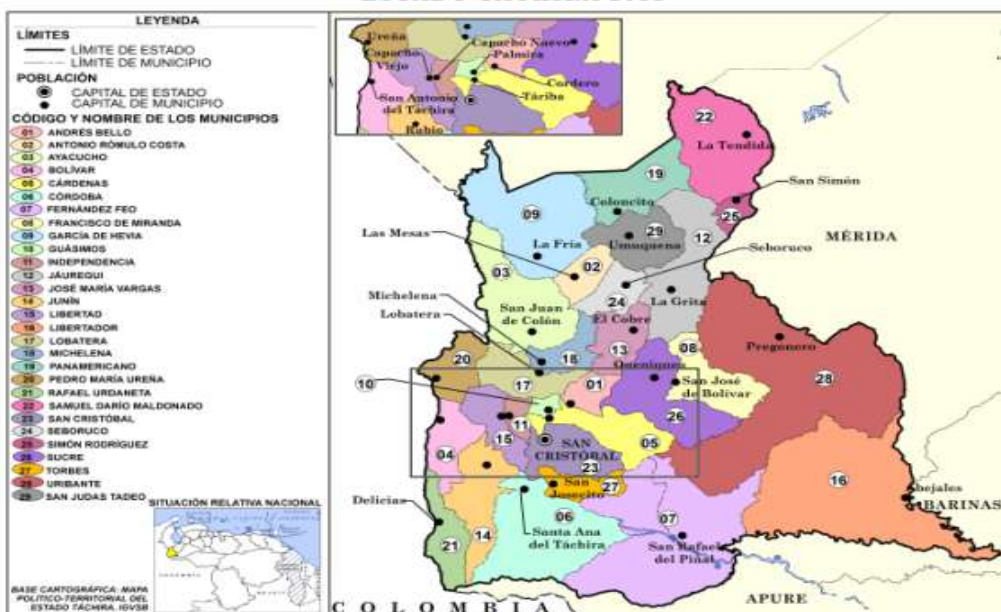 LEYENDA
LÍMITES
LÍMITE DE ESTADO
LÍMITE DE MUNICIPIO
POBLACIÓN
CAPITAL DE ESTADO
CAPITAL DE MUNICIPIO
CÓDIGO Y NOMBRE DE LOS MUNICIPIOS
01 ANDRÉS BELLO
02 ANTONIO RÓMULO COSTA
03 AYACUCHO
04 BOLÍVAR
05 CÁRDENAS
06 CÓRDOBA
07 FERNÁNDEZ FEO
08 FRANCISCO DE MIRANDA
09 GARCÍA DE HEVIA
10 GUÁSIMOS
11 INDEPENDENCIA
12 JÁUREQUI
13 JOSÉ MARÍA VARGAS
14 JUNÍN
15 LIBERTAD
16 LIBERTADOR
17 LOBATERA
18 MICHELENA
19 PANAMERICANO
20 PEDRO MARÍA UREÑA
21 RAFAEL URDANETA
22 SAMUEL DARÍO MALDONADO
23 SAN CRISTÓBAL
24 SEBORUCO
25 SIMÓN RODRÍGUEZ
26 SUCRE
27 TORBES
28 URIBANTE
29 SAN JUDAS TADEO
SITUACIÓN RELATIVA NACIONAL
BASE CARTOGRÁFICA: MAPA
POLÍTICO-TERRITORIAL DEL
ESTADO TÁCHIRA. IGVSB
Ureña
Capacho Nuevo
Capacho
Viejo
Palmira
Cordero
Táriba
San Antonio
del Táchira
Rubio
22
La Tendida
19
San Simón
Coloncito
25
09
29
12
Umuquena
Seboruco
MÉRIDA
Las Mesas
La Fría
02
03
24
La Grita
Michelena
San Juan
de Colón
El Cobre
Lobatera
13
08
Pregonero
20
18
Queniquea
28
10
17
01
San José
de Bolívar
26
11
15
05
SAN
CRISTÓBAL
04
23
San
Josecito
27
16
bejales
BARINAS
Delicias
06
07
Santa Ana
del Táchira
14
21
San Rafael
del Piñal
APURE
COLOMBIA